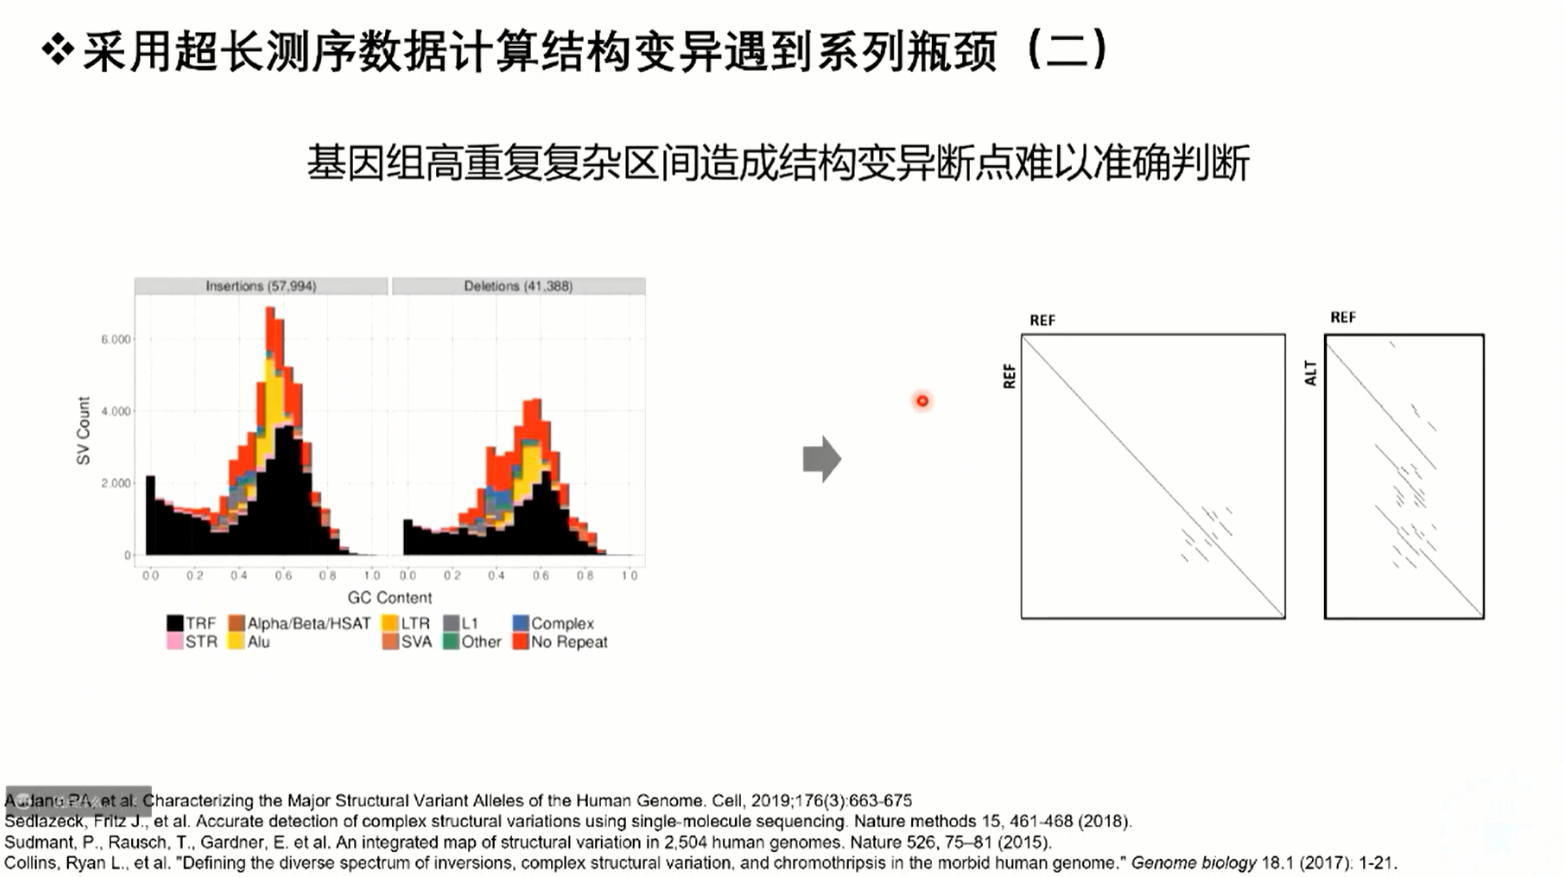 ❖采用超长测序数据计算结构变异遇到系列瓶颈（二）
基因组高重复复杂区间造成结构变异断点难以准确判断
Insertions (57,994)
Deletions (41,388)
SV Count
6.000
4.000
2.000
0
0.0 0.2 0.4 0.6 0.8 1.0
0.0 0.2 0.4 0.6 0.8 1.0
GC Content
TRF Alpha/Beta/HSAT LTR L1 Complex
STR Alu SVA Other No Repeat
REF
REF
REF
ALT
Audano PA, et al. Characterizing the Major Structural Variant Alleles of the Human Genome. Cell, 2019;176(3):663-675
Sedlazeck, Fritz J., et al. Accurate detection of complex structural variations using single-molecule sequencing. Nature methods 15, 461-468 (2018).
Sudmant, P., Rausch, T., Gardner, E. et al. An integrated map of structural variation in 2,504 human genomes. Nature 526, 75–81 (2015).
Collins, Ryan L., et al. "Defining the diverse spectrum of inversions, complex structural variation, and chromothripsis in the morbid human genome." Genome biology 18.1 (2017): 1-21.